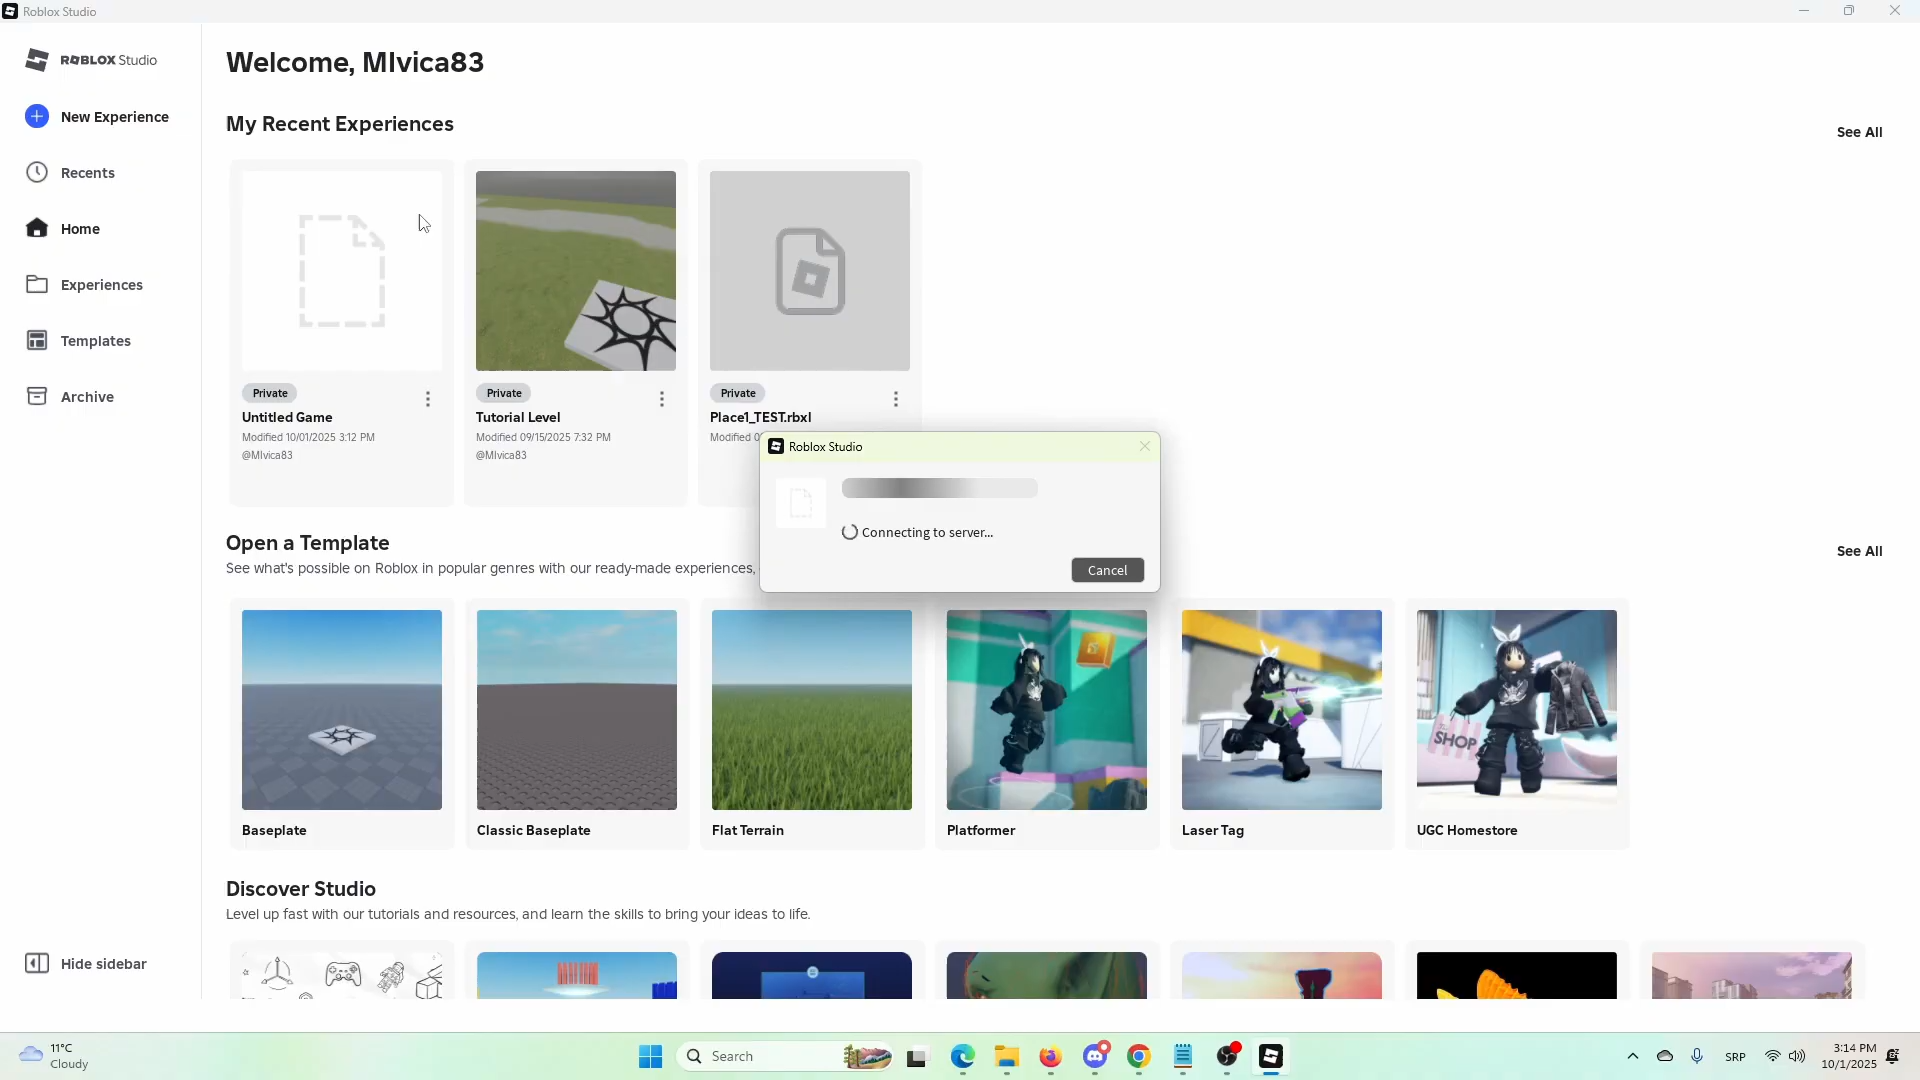 Roblox Studio
ROBLOX Studio
Welcome, MIvica83
New Experience
My Recent Experiences
See All
Recents
Home
Experiences
Templates
Archive
Private
Private
Private
Untitled Game
Tutorial Level
Place1_TEST.rbxl
Modified 10/01/2025 3:12 PM
Modified 09/15/2025 7:32 PM
Modified 0
@MIvica83
@MIvica83
Roblox Studio
Connecting to server...
Cancel
Open a Template
See All
See what's possible on Roblox in popular genres with our ready-made experiences,
SHOP
Baseplate
Classic Baseplate
Flat Terrain
Platformer
Laser Tag
UGC Homestore
Discover Studio
Level up fast with our tutorials and resources, and learn the skills to bring your ideas to life.
Hide sidebar
11°C
Cloudy
Search
SRP
3:14 PM
10/1/2025